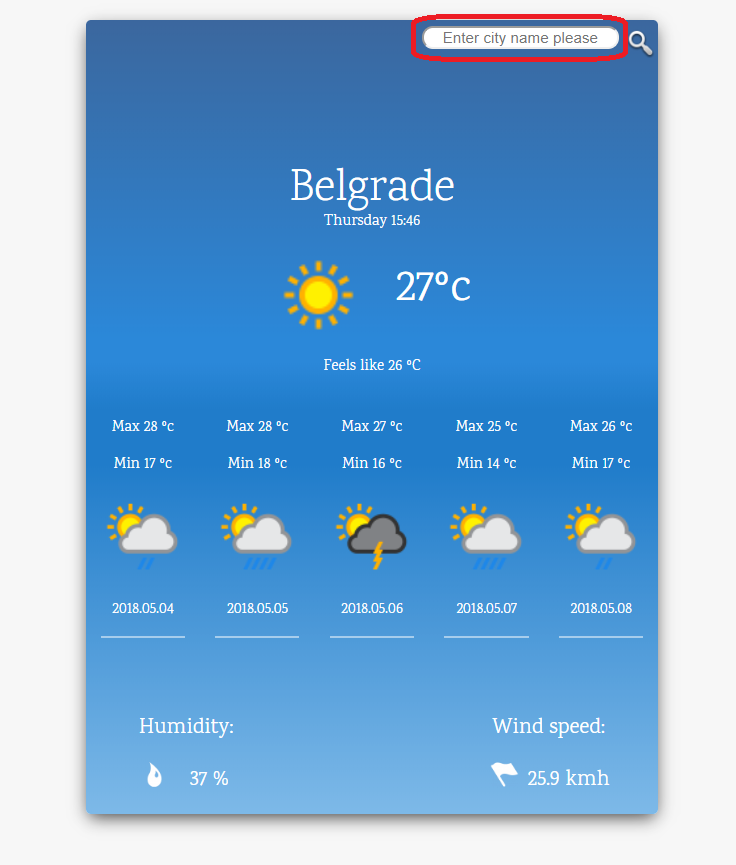 Enter city name please
Belgrade
Thursday 15:46
27°c
Feels like 26 °C
Max 28 °c Max 28 °c Max 27 °c Max 25 °c Max 26 °c
Min 17 °c Min 18 °c Min 16 °c Min 14 °c Min 17 °c
2018.05.04 2018.05.05 2018.05.06 2018.05.07 2018.05.08
Humidity: Wind speed:
37 % 25.9 kmh